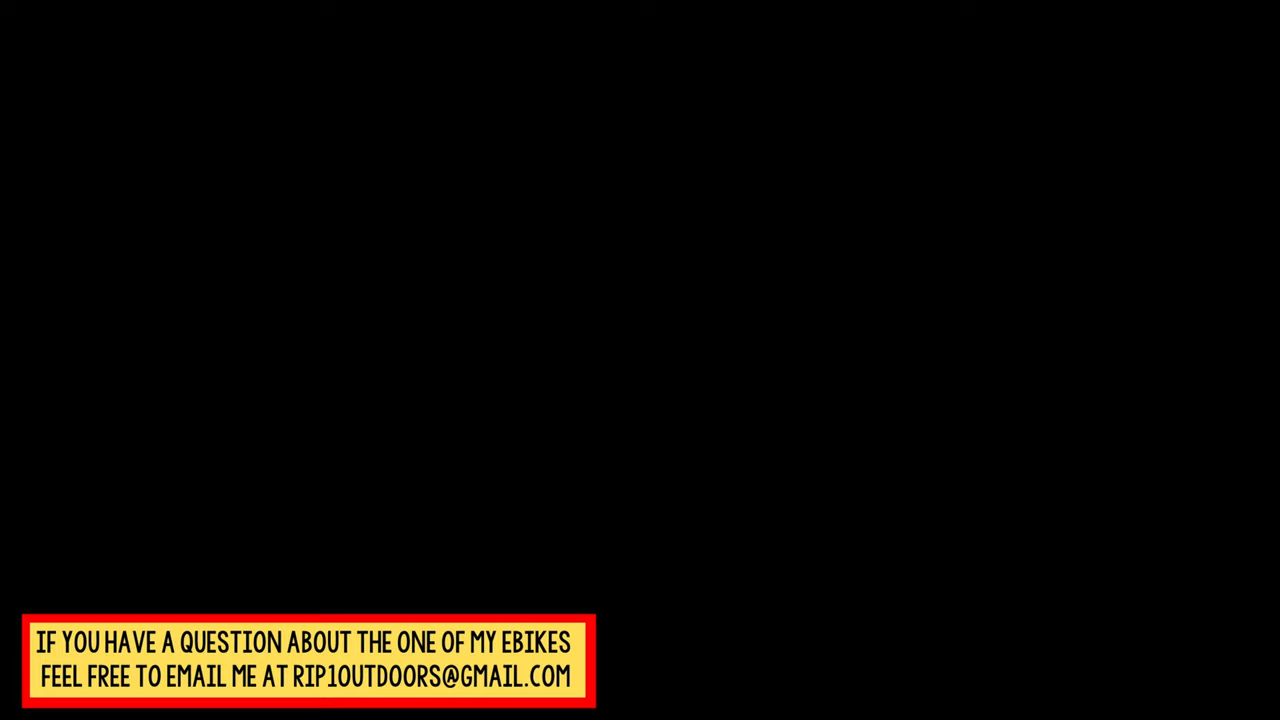 IF YOU HAVE A QUESTION ABOUT THE ONE OF MY EBIKES
FEEL FREE TO EMAIL ME AT RIP1OUTDOORS@GMAIL.COM